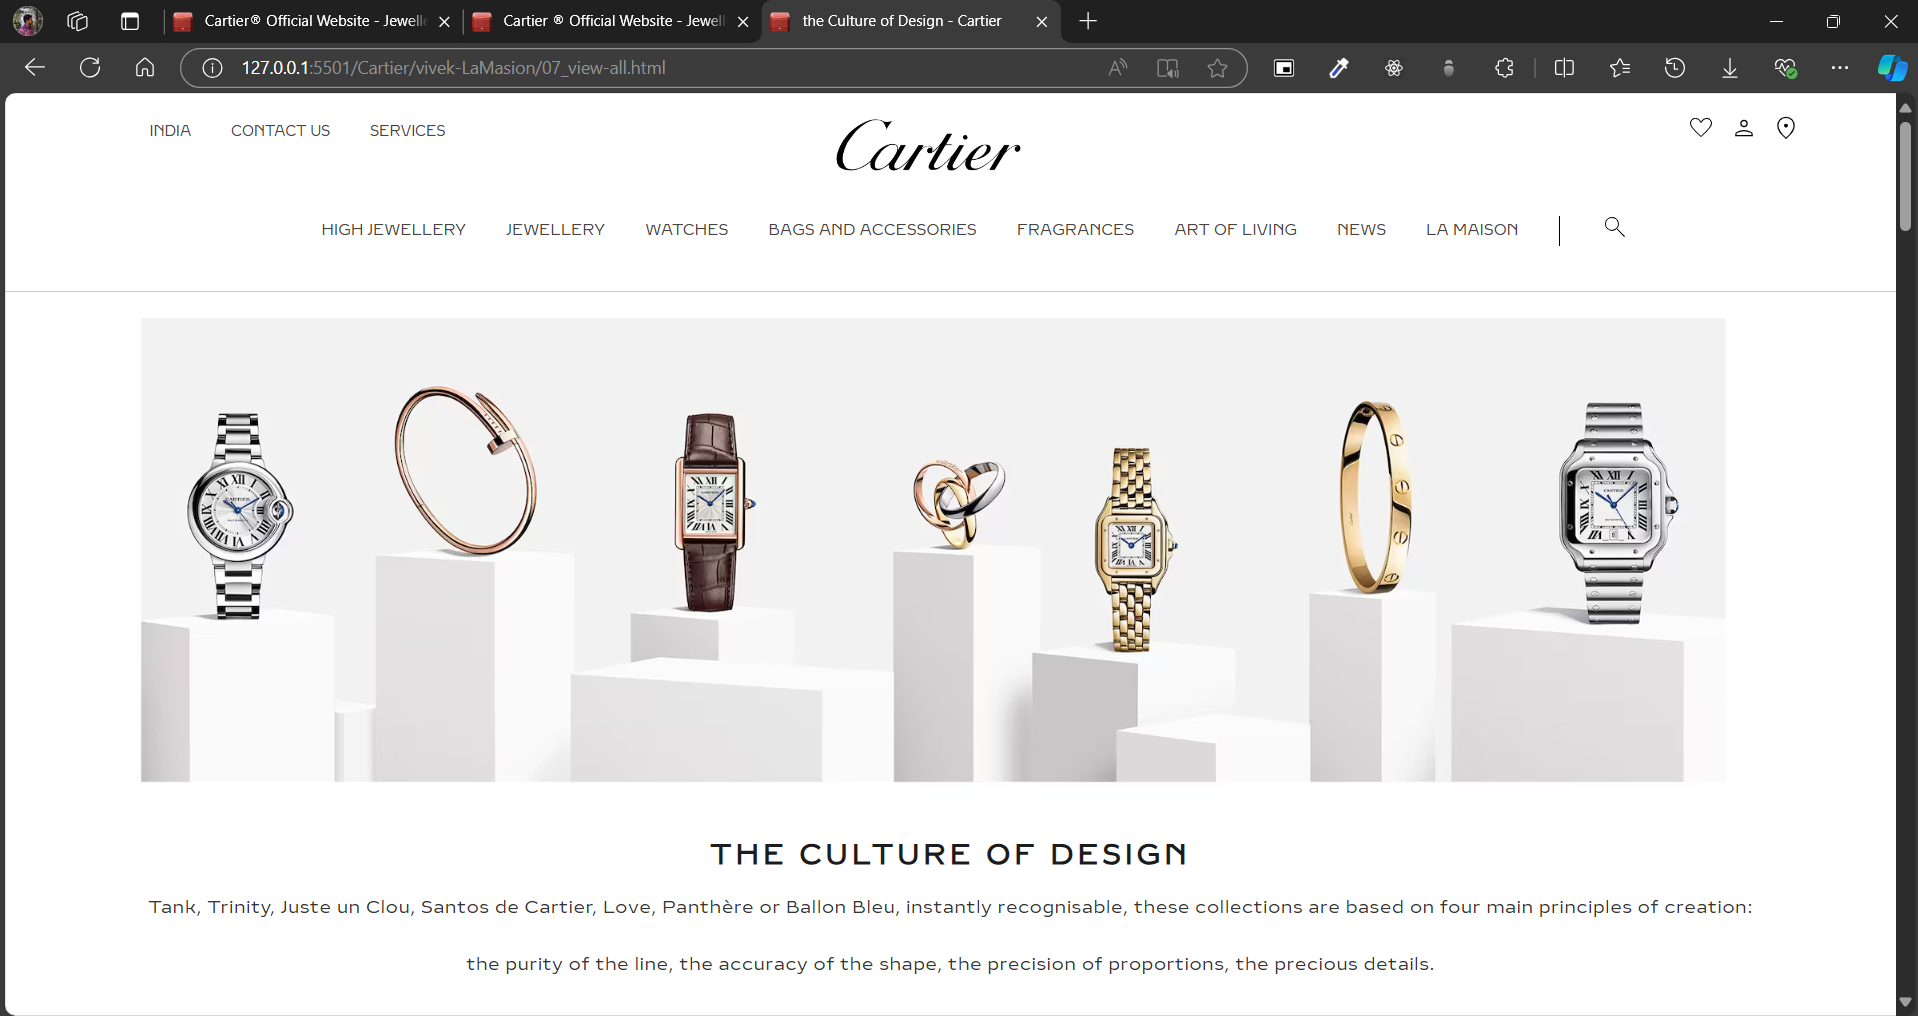 Cartier® Official Website - Jewelle
Cartier ® Official Website - Jewell
the Culture of Design - Cartier
127.0.0.1:5501/Cartier/vivek-LaMasion/07_view-all.html
INDIA CONTACT US SERVICES
Cartier
HIGH JEWELLERY JEWELLERY WATCHES BAGS AND ACCESSORIES FRAGRANCES ART OF LIVING NEWS LA MAISON
THE CULTURE OF DESIGN
Tank, Trinity, Juste un Clou, Santos de Cartier, Love, Panthère or Ballon Bleu, instantly recognisable, these collections are based on four main principles of creation:
the purity of the line, the accuracy of the shape, the precision of proportions, the precious details.